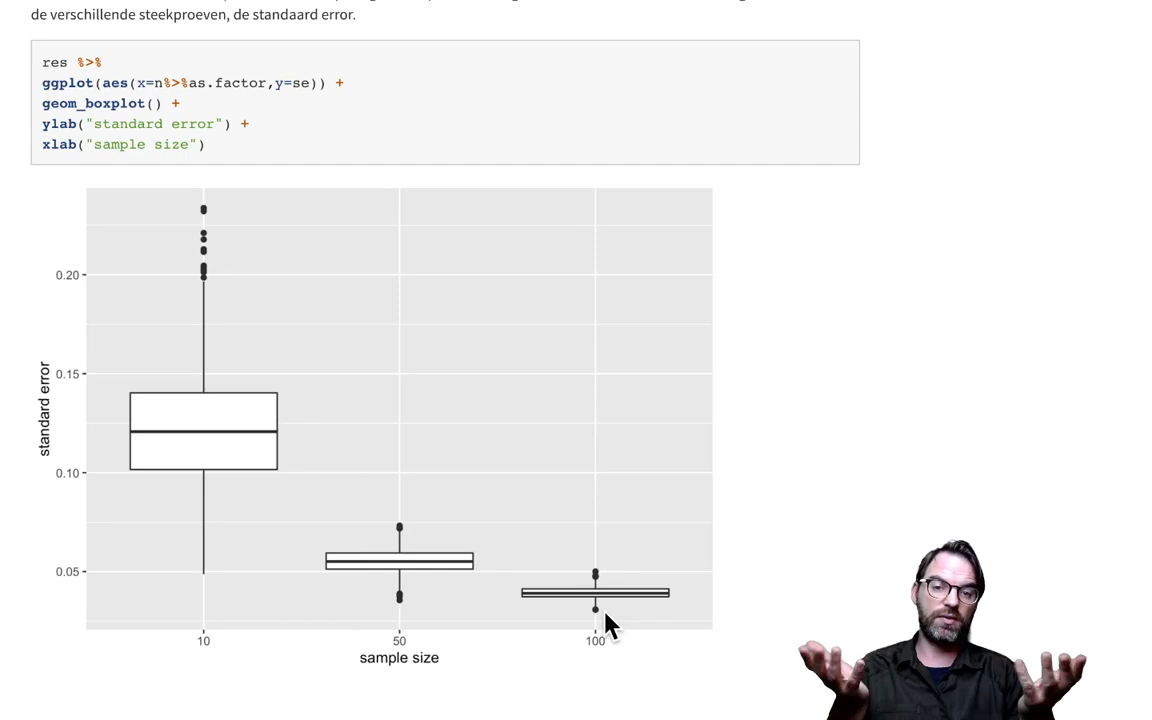 de verschillende steekproeven, de standaard error.
res %>%
ggplot(aes(x=n%>%as.factor,y=se)) +
geom_boxplot() +
ylab("standard error") +
xlab("sample size")
0.20
0.15
0.10
0.05
standard error
10 50 100
sample size